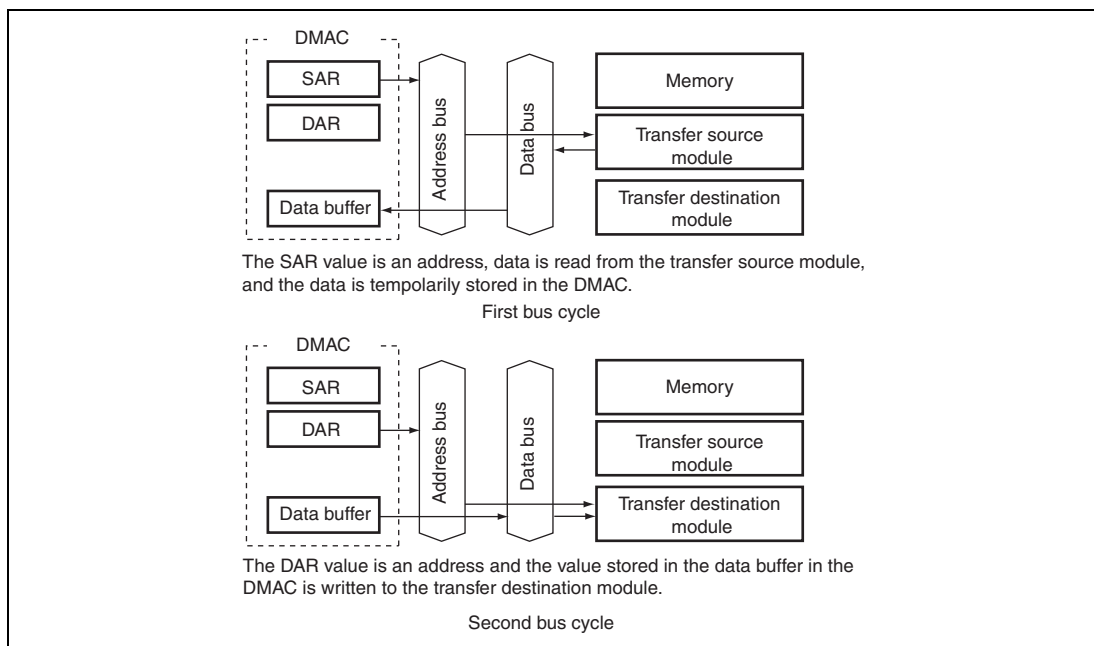 DMAC
SAR
DAR
Data buffer
Address bus
Data bus
Memory
Transfer source
module
Transfer destination
module
The SAR value is an address, data is read from the transfer source module,
and the data is tempolarily stored in the DMAC.
First bus cycle
DMAC
SAR
DAR
Data buffer
Address bus
Data bus
Memory
Transfer source
module
Transfer destination
module
The DAR value is an address and the value stored in the data buffer in the
DMAC is written to the transfer destination module.
Second bus cycle